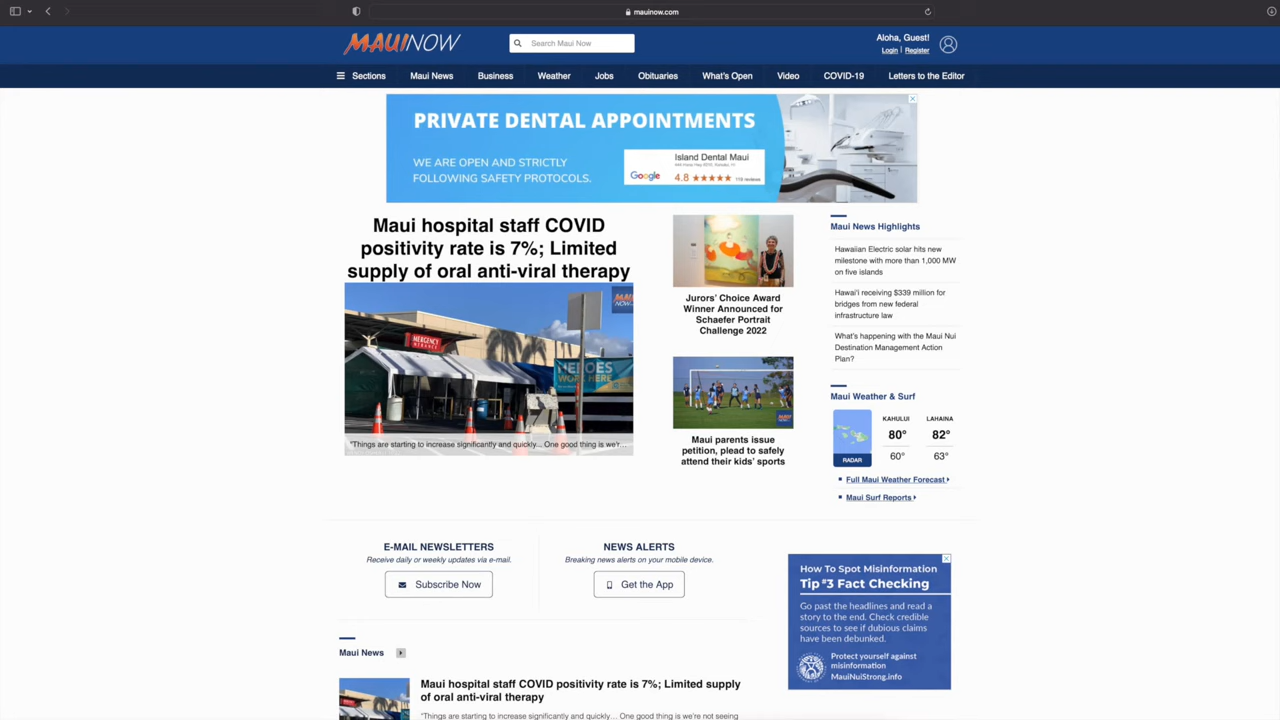 mauinow.com
MAUINOW
Search Maui Now
Aloha, Guest!
Login | Register
Sections
Maui News
Business
Weather
Jobs
Obituaries
What's Open
Video
COVID-19
Letters to the Editor
PRIVATE DENTAL APPOINTMENTS
WE ARE OPEN AND STRICTLY
FOLLOWING SAFETY PROTOCOLS.
Island Dental Maui
Google
4.8
Maui hospital staff COVID
positivity rate is 7%; Limited
supply of oral anti-viral therapy
MAUI
NOW
EMERGENCY
HEROES
WORK HERE
"Things are starting to increase significantly and quickly... One good thing is we'r...
Jurors' Choice Award
Winner Announced for
Schaefer Portrait
Challenge 2022
Maui parents issue
petition, plead to safely
attend their kids' sports
Maui News Highlights
Hawaiian Electric solar hits new
milestone with more than 1,000 MW
on five islands
Hawai'i receiving $339 million for
bridges from new federal
infrastructure law
What's happening with the Maui Nui
Destination Management Action
Plan?
Maui Weather & Surf
KAHULUI
LAHAINA
80°
82°
60°
63°
RADAR
Full Maui Weather Forecast
Maui Surf Reports
E-MAIL NEWSLETTERS
Receive daily or weekly updates via e-mail.
Subscribe Now
NEWS ALERTS
Breaking news alerts on your mobile device.
Get the App
How To Spot Misinformation
Tip #3 Fact Checking
Go past the headlines and read a
story to the end. Check credible
sources to see if dubious claims
have been debunked.
Protect yourself against
misinformation
MauiNuiStrong.info
Maui News
Maui hospital staff COVID positivity rate is 7%; Limited supply
of oral anti-viral therapy
"Things are starting to increase significantly and quickly... One good thing is we're not seeing